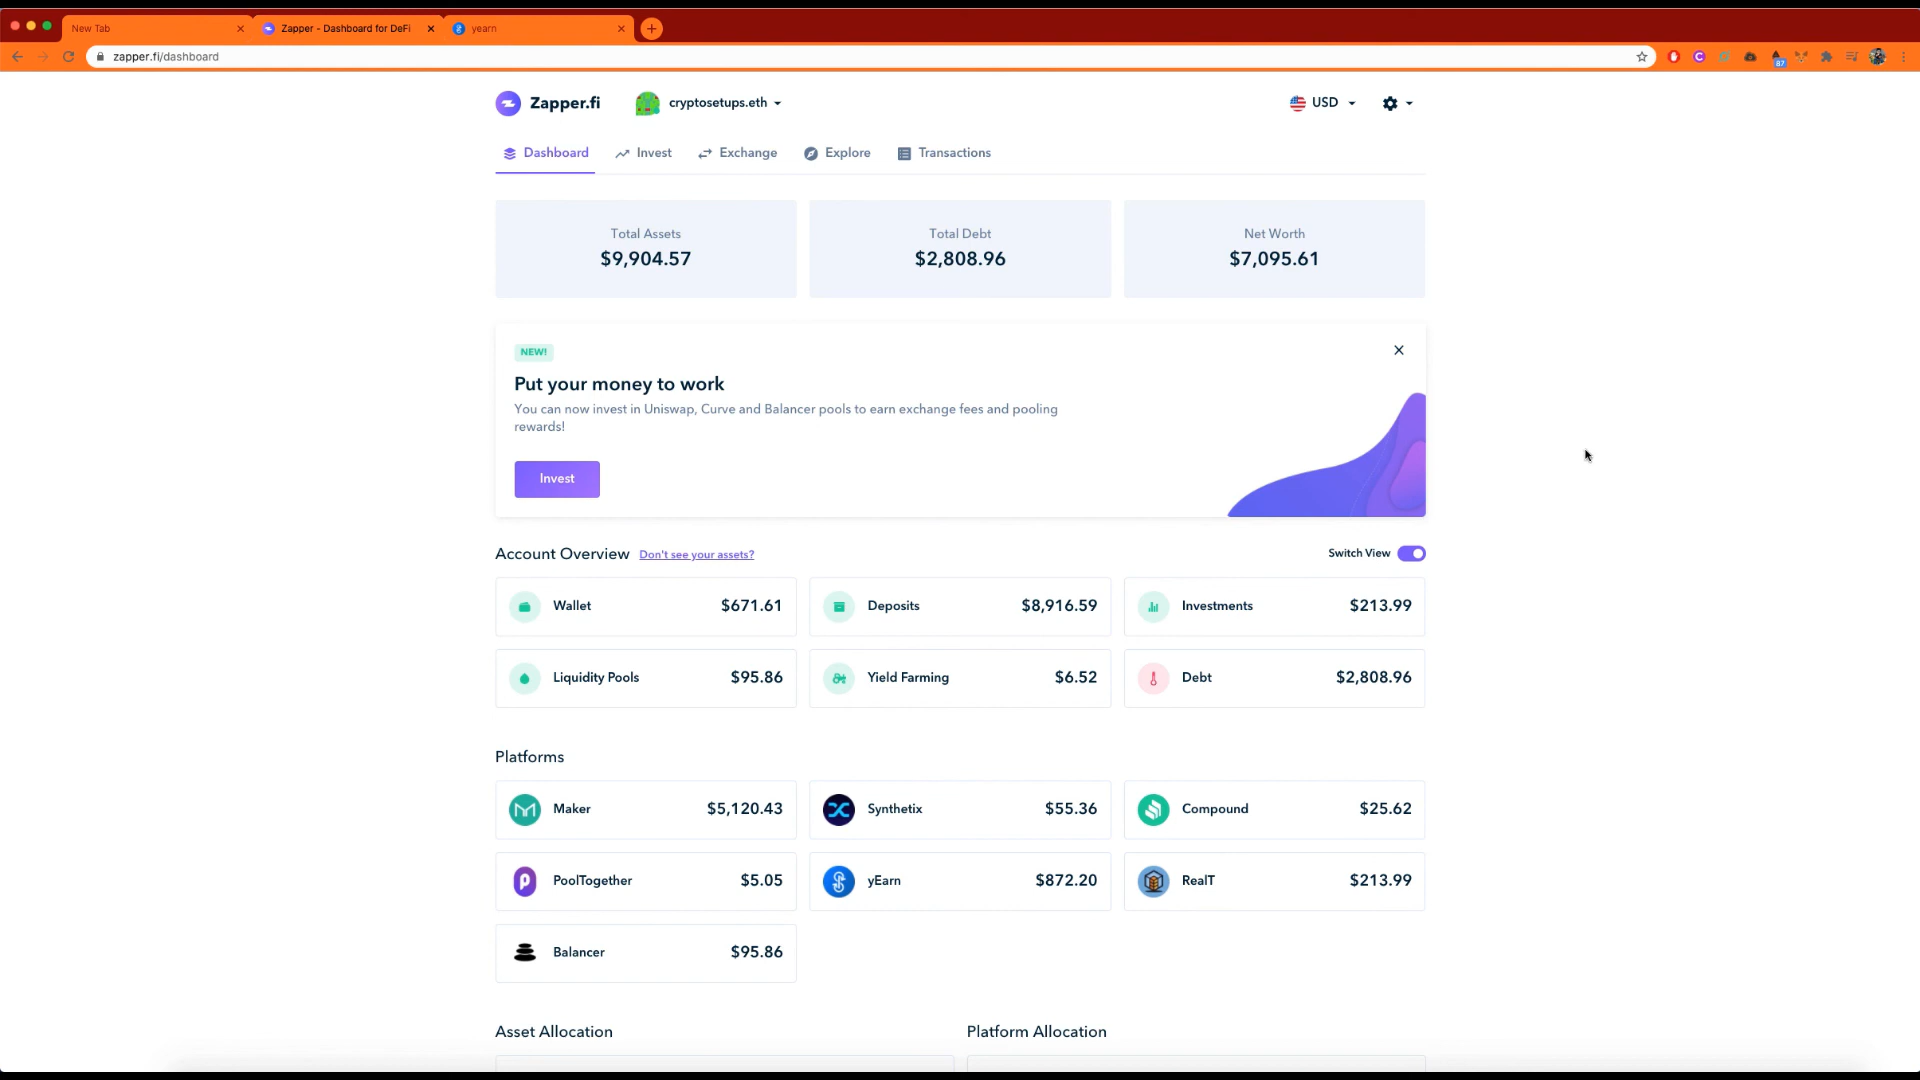 New Tab
Zapper - Dashboard for DeFi
yearn
zapper.fi/dashboard
87
Zapper.fi
cryptosetups.eth
USD
Dashboard
Invest
Exchange
Explore
Transactions
Total Assets
$9,904.57
Total Debt
$2,808.96
Net Worth
$7,095.61
NEW!
Put your money to work
You can now invest in Uniswap, Curve and Balancer pools to earn exchange fees and pooling
rewards!
Invest
Account Overview
Don't see your assets?
Switch View
Wallet
$671.61
Deposits
$8,916.59
Investments
$213.99
Liquidity Pools
$95.86
Yield Farming
$6.52
Debt
$2,808.96
Platforms
Maker
$5,120.43
Synthetix
$55.36
Compound
$25.62
PoolTogether
$5.05
yEarn
$872.20
RealT
$213.99
Balancer
$95.86
Asset Allocation
Platform Allocation